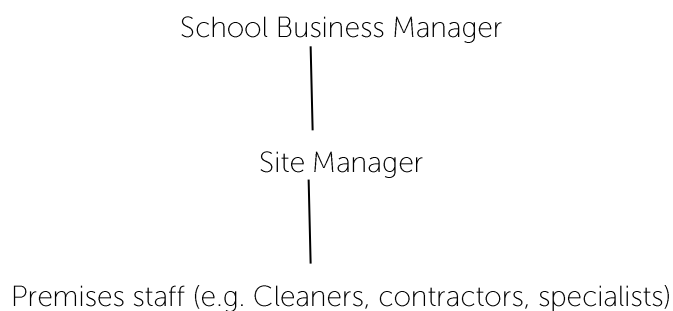 School Business Manager
Site Manager
Premises staff (e.g. Cleaners, contractors, specialists)